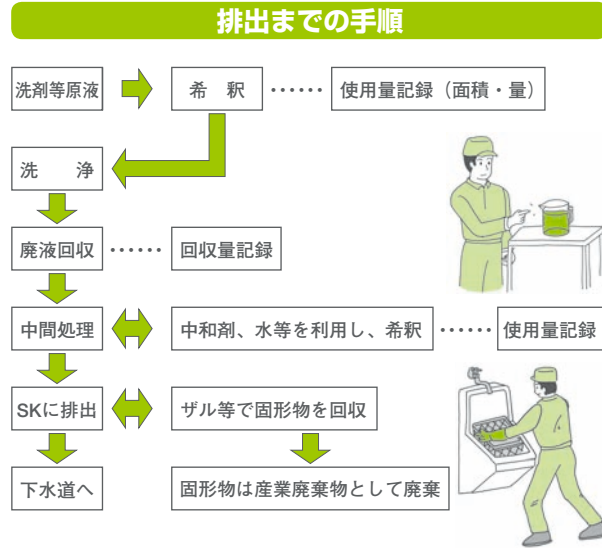 排出までの手順
洗剤等原液
希 釈 …… 使用量記録（面積・量）
洗 浄
廃液回収 …… 回収量記録
中間処理
中和剤、水等を利用し、希釈 …… 使用量記録
SKに排出
ザル等で固形物を回収
下水道へ
固形物は産業廃棄物として廃棄